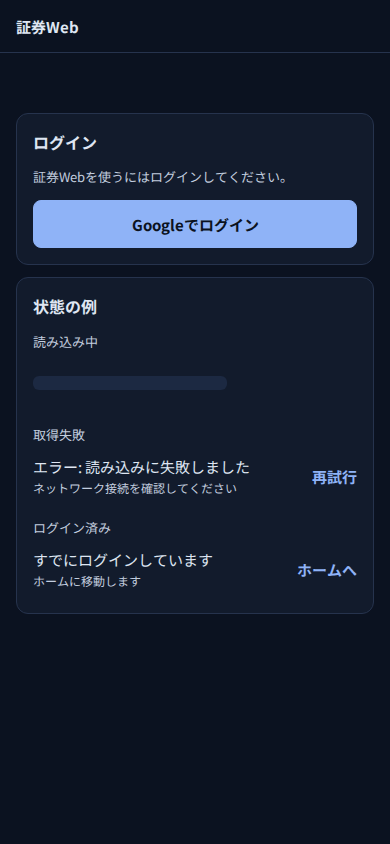 証券Web
ログイン
証券Webを使うにはログインしてください。
Googleでログイン
状態の例
読み込み中
取得失敗
エラー: 読み込みに失敗しました
ネットワーク接続を確認してください
再試行
ログイン済み
すでにログインしています
ホームに移動します
ホームへ